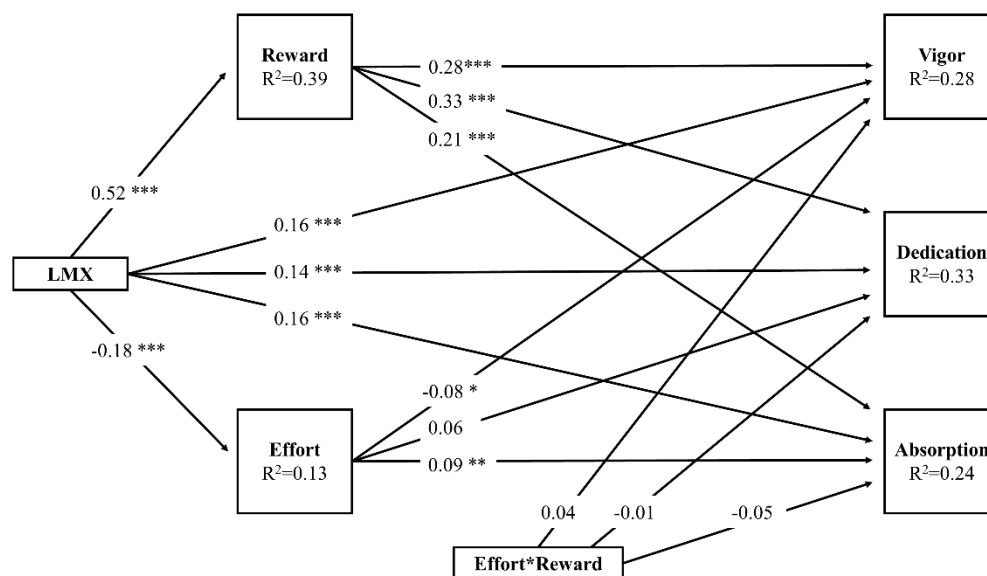 Reward
R²=0.39
Vigor
R²=0.28
0.28***
0.33 ***
0.21 ***
0.52 ***
0.16 ***
LMX
0.14 ***
Dedication
R²=0.33
0.16 ***
-0.18 ***
-0.08 *
0.06
Effort
R²=0.13
0.09 **
Absorption
R²=0.24
0.04
-0.01
-0.05
Effort*Reward